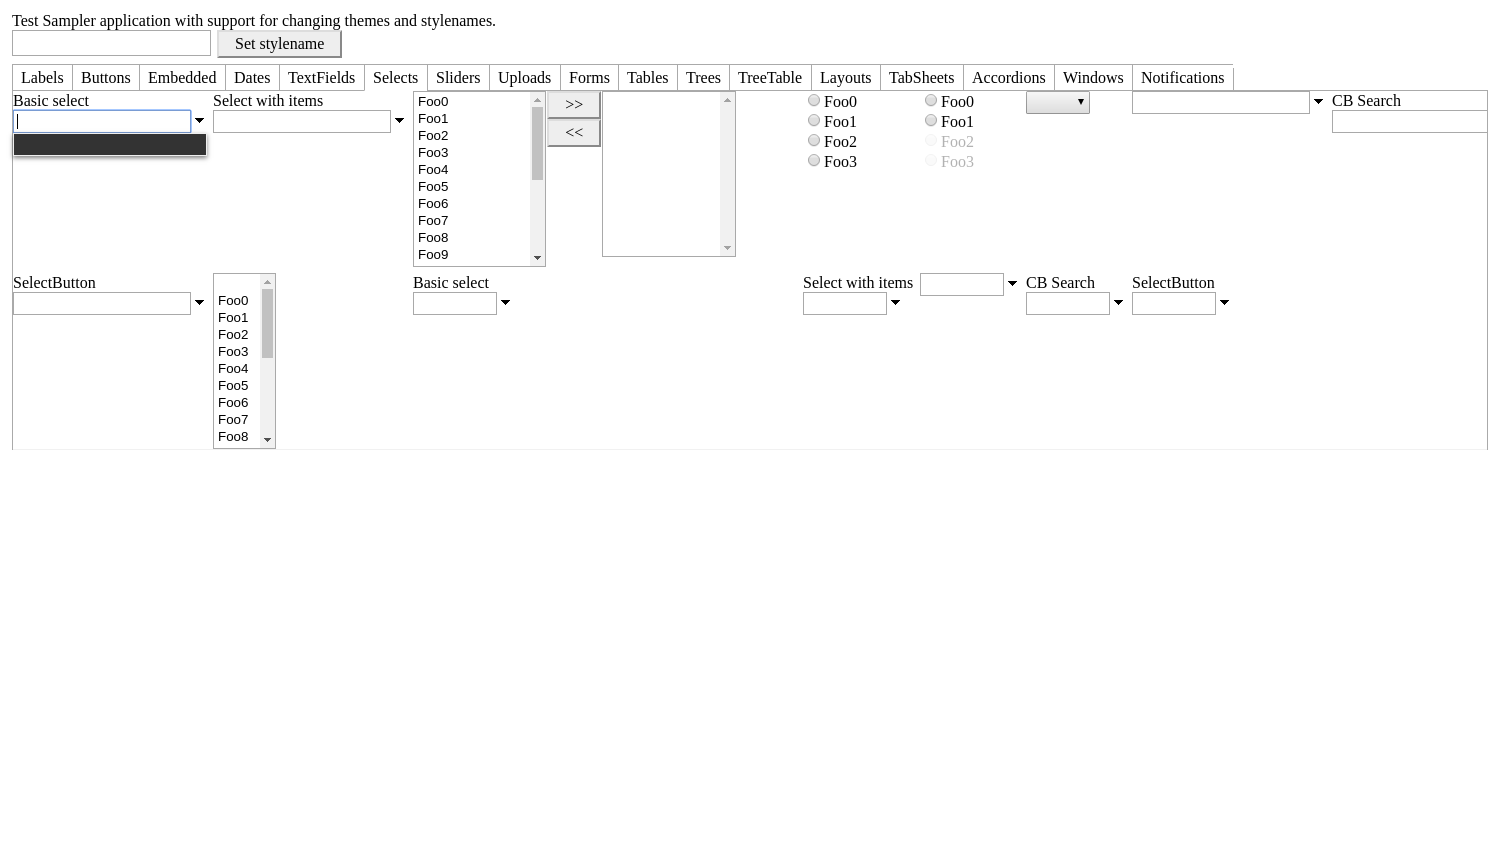 Test Sampler application with support for changing themes and stylenames.
Set stylename
Labels Buttons Embedded Dates TextFields Selects Sliders Uploads Forms Tables Trees TreeTable Layouts TabSheets Accordions Windows Notifications
Basic select
Select with items
Foo0
Foo1
Foo2
Foo3
Foo4
Foo5
Foo6
Foo7
Foo8
Foo9
>>
<<
Foo0
Foo1
Foo2
Foo3
Foo0
Foo1
Foo2
Foo3
CB Search
SelectButton
Foo0
Foo1
Foo2
Foo3
Foo4
Foo5
Foo6
Foo7
Foo8
Basic select
Select with items
CB Search
SelectButton